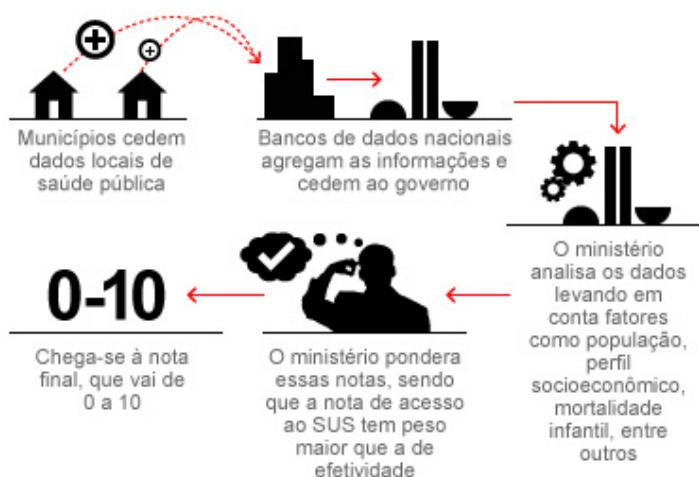 Municípios cedem
dados locais de
saúde pública
Bancos de dados nacionais
agregam as informações e
cedem ao governo
O ministério
analisa os dados
levando em
conta fatores
como população,
perfil
socioeconômico,
mortalidade
infantil, entre
outros
O ministério pondera
essas notas, sendo
que a nota de acesso
ao SUS tem peso
maior que a de
efetividade
0-10
Chega-se à nota
final, que vai de
0 a 10